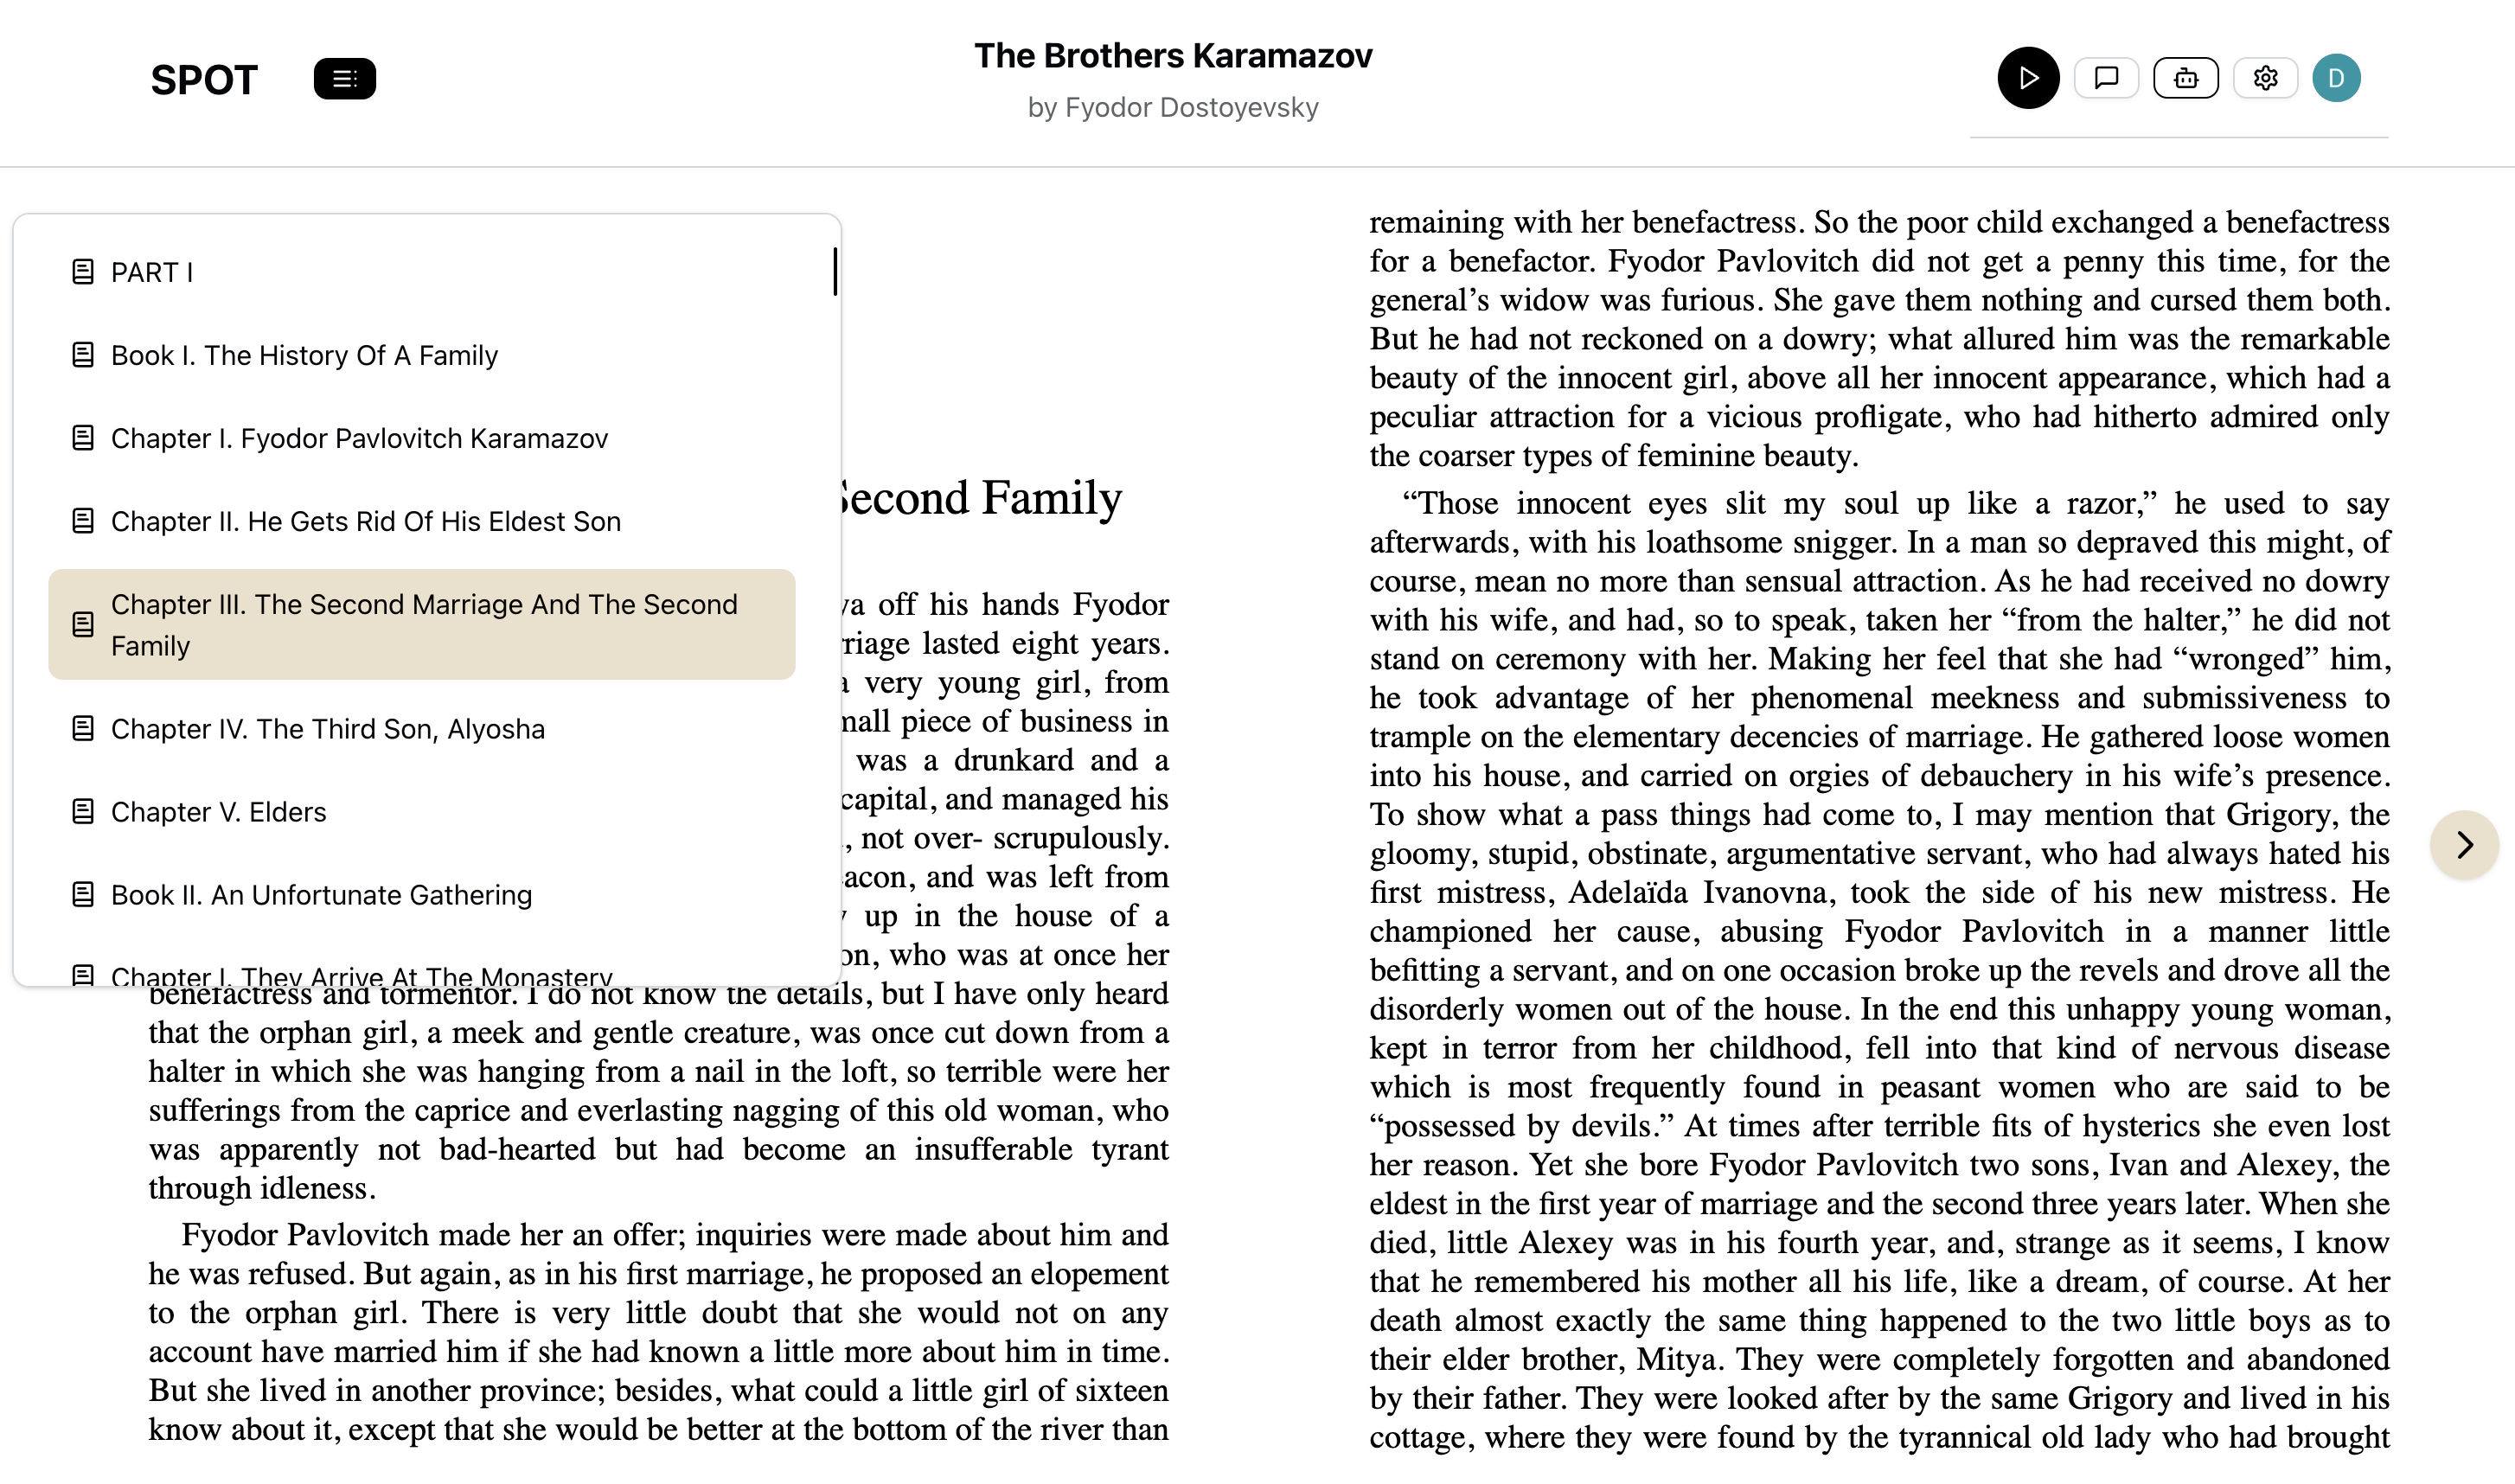 SPOT
The Brothers Karamazov
by Fyodor Dostoyevsky
D
PART I
Book I. The History Of A Family
Chapter I. Fyodor Pavlovitch Karamazov
Chapter II. He Gets Rid Of His Eldest Son
Chapter III. The Second Marriage And The Second
Family
Chapter IV. The Third Son, Alyosha
Chapter V. Elders
Book II. An Unfortunate Gathering
Chapter I. They Arrive At The Monastery
Second Family
off his hands Fyodor
lasted eight years.
very young girl, from
piece of business in
was a drunkard and a
capital, and managed his
not over- scrupulously.
and was left from
up in the house of a
who was at once her
benefactress and tormentor. I do not know the details, but I have only heard
that the orphan girl, a meek and gentle creature, was once cut down from a
halter in which she was hanging from a nail in the loft, so terrible were her
sufferings from the caprice and everlasting nagging of this old woman, who
was apparently not bad-hearted but had become an insufferable tyrant
through idleness.
Fyodor Pavlovitch made her an offer; inquiries were made about him and
he was refused. But again, as in his first marriage, he proposed an elopement
to the orphan girl. There is very little doubt that she would not on any
account have married him if she had known a little more about him in time.
But she lived in another province; besides, what could a little girl of sixteen
know about it, except that she would be better at the bottom of the river than
remaining with her benefactress. So the poor child exchanged a benefactress
for a benefactor. Fyodor Pavlovitch did not get a penny this time, for the
general’s widow was furious. She gave them nothing and cursed them both.
But he had not reckoned on a dowry; what allured him was the remarkable
beauty of the innocent girl, above all her innocent appearance, which had a
peculiar attraction for a vicious profligate, who had hitherto admired only
the coarser types of feminine beauty.
“Those innocent eyes slit my soul up like a razor,” he used to say
afterwards, with his loathsome snigger. In a man so depraved this might, of
course, mean no more than sensual attraction. As he had received no dowry
with his wife, and had, so to speak, taken her “from the halter,” he did not
stand on ceremony with her. Making her feel that she had “wronged” him,
he took advantage of her phenomenal meekness and submissiveness to
trample on the elementary decencies of marriage. He gathered loose women
into his house, and carried on orgies of debauchery in his wife’s presence.
To show what a pass things had come to, I may mention that Grigory, the
gloomy, stupid, obstinate, argumentative servant, who had always hated his
first mistress, Adelaïda Ivanovna, took the side of his new mistress. He
championed her cause, abusing Fyodor Pavlovitch in a manner little
befitting a servant, and on one occasion broke up the revels and drove all the
disorderly women out of the house. In the end this unhappy young woman,
kept in terror from her childhood, fell into that kind of nervous disease
which is most frequently found in peasant women who are said to be
“possessed by devils.” At times after terrible fits of hysterics she even lost
her reason. Yet she bore Fyodor Pavlovitch two sons, Ivan and Alexey, the
eldest in the first year of marriage and the second three years later. When she
died, little Alexey was in his fourth year, and, strange as it seems, I know
that he remembered his mother all his life, like a dream, of course. At her
death almost exactly the same thing happened to the two little boys as to
their elder brother, Mitya. They were completely forgotten and abandoned
by their father. They were looked after by the same Grigory and lived in his
cottage, where they were found by the tyrannical old lady who had brought